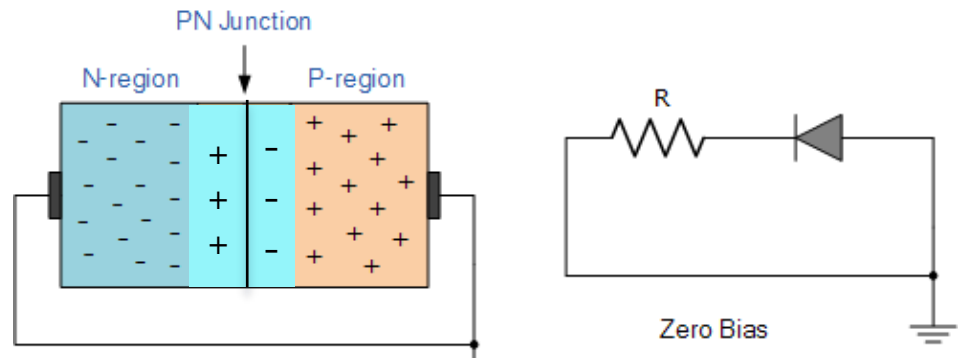 PN Junction
N-region
P-region
R
Zero Bias